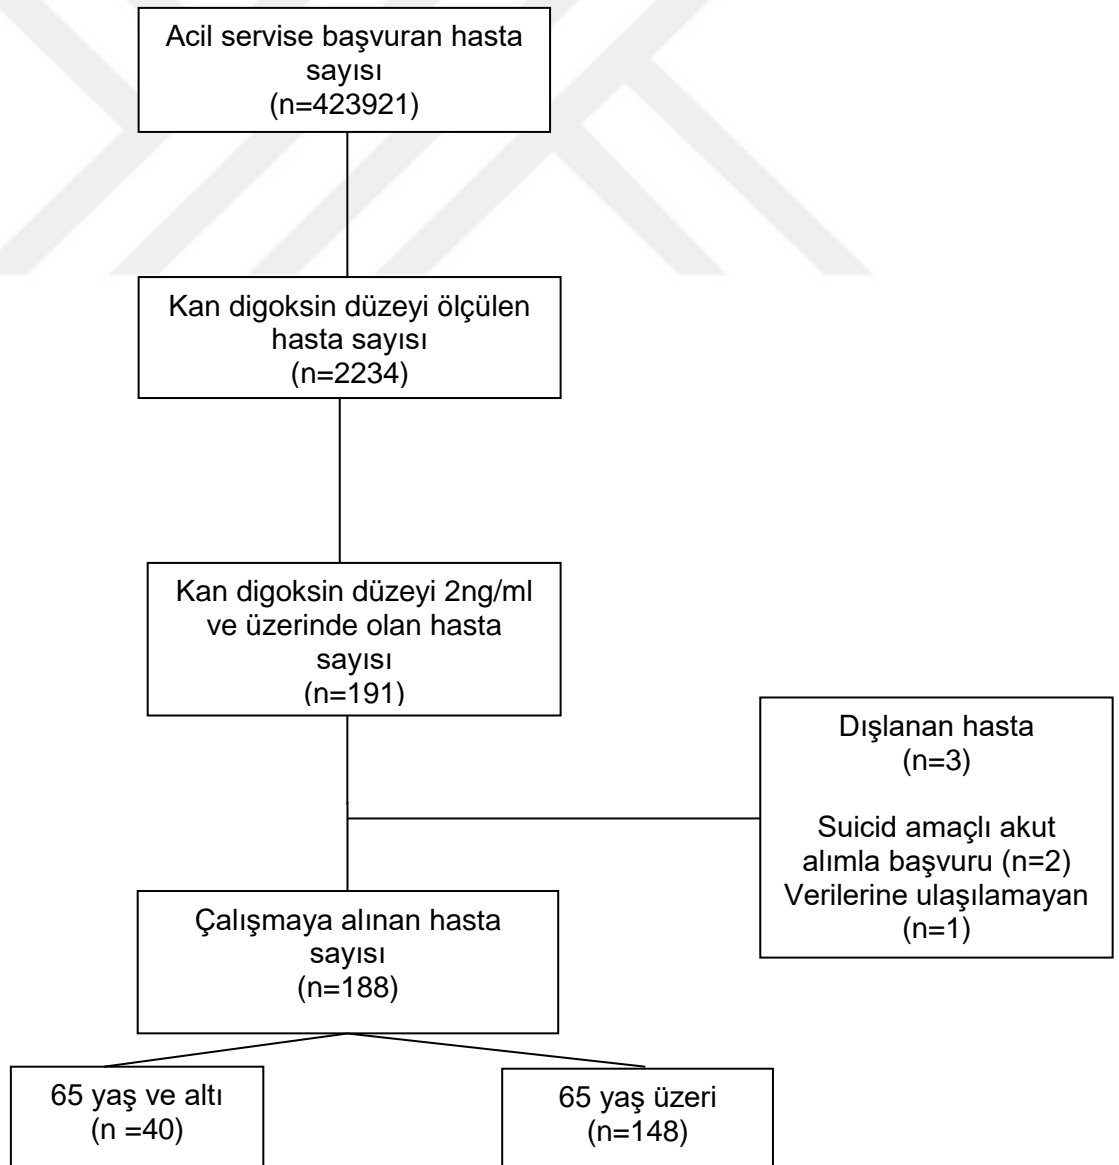 Acil servise başvuran hasta
sayısı
(n=423921)
Kan digoksin düzeyi ölçülen
hasta sayısı
(n=2234)
Kan digoksin düzeyi 2ng/ml
ve üzerinde olan hasta
sayısı
(n=191)
Dışlanan hasta
(n=3)
Suicid amaçlı akut
alımla başvuru (n=2)
Verilerine ulaşılamayan
(n=1)
Çalışmaya alınan hasta
sayısı
(n=188)
65 yaş ve altı
(n =40)
65 yaş üzeri
(n=148)